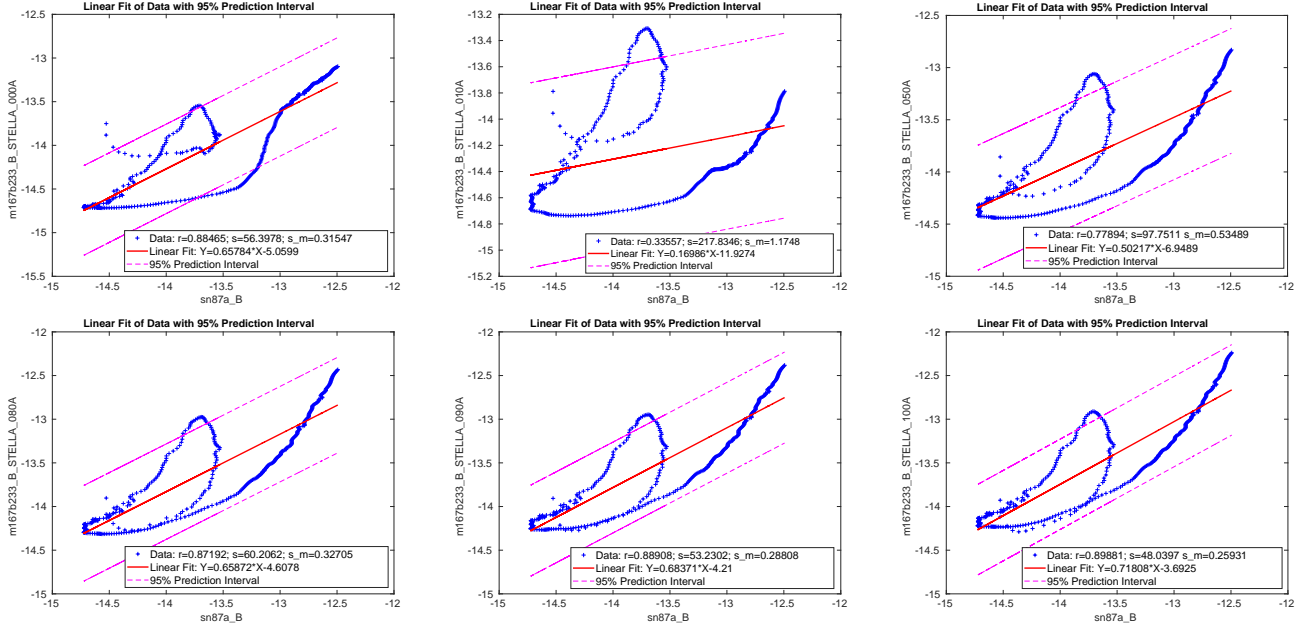 Linear Fit of Data with 95% Prediction Interval
m167b233_B_STELLA_000A
-13
-13.5
-14
-14.5
-15
-15.5
Data: r=0.88465; s=56.3978; s_m=0.31547
Linear Fit: Y=0.65784*X-5.0599
95% Prediction Interval
-15 -14.5 -14 -13.5 -13 -12.5 -12
sn87a_B
Linear Fit of Data with 95% Prediction Interval
m167b233_B_STELLA_010A
-13.2
-13.4
-13.6
-13.8
-14
-14.2
-14.4
-14.6
-14.8
-15
-15.2
Data: r=0.33557; s=217.8346; s_m=1.1748
Linear Fit: Y=0.16986*X-11.9274
95% Prediction Interval
-15 -14.5 -14 -13.5 -13 -12.5 -12
sn87a_B
Linear Fit of Data with 95% Prediction Interval
m167b233_B_STELLA_050A
-12.5
-13
-13.5
-14
-14.5
-15
Data: r=0.77894; s=97.7511 s_m=0.53489
Linear Fit: Y=0.50217*X-6.9489
95% Prediction Interval
-15 -14.5 -14 -13.5 -13 -12.5 -12
sn87a_B
Linear Fit of Data with 95% Prediction Interval
m167b233_B_STELLA_080A
-12
-12.5
-13
-13.5
-14
-14.5
-15
Data: r=0.87192; s=60.2062; s_m=0.32705
Linear Fit: Y=0.65872*X-4.6078
95% Prediction Interval
-15 -14.5 -14 -13.5 -13 -12.5 -12
sn87a_B
Linear Fit of Data with 95% Prediction Interval
m167b233_B_STELLA_090A
-12
-12.5
-13
-13.5
-14
-14.5
-15
Data: r=0.88908; s=53.2302; s_m=0.28808
Linear Fit: Y=0.68371*X-4.21
95% Prediction Interval
-15 -14.5 -14 -13.5 -13 -12.5 -12
sn87a_B
Linear Fit of Data with 95% Prediction Interval
m167b233_B_STELLA_100A
-12
-12.5
-13
-13.5
-14
-14.5
-15
Data: r=0.89881; s=48.0397 s_m=0.25931
Linear Fit: Y=0.71808*X-3.6925
95% Prediction Interval
-15 -14.5 -14 -13.5 -13 -12.5 -12
sn87a_B